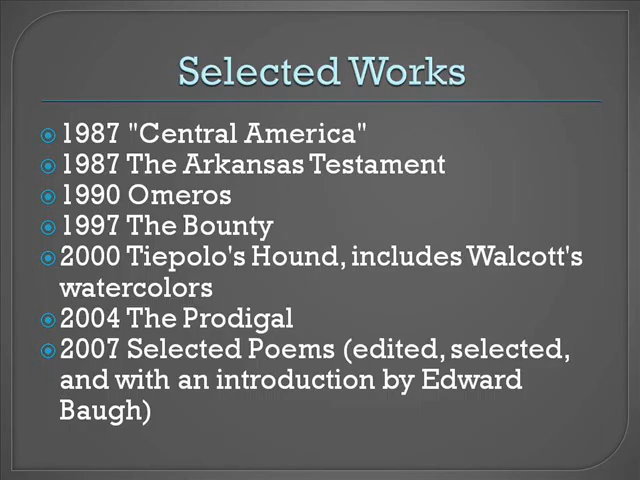 Selected Works
1987 "Central America"
1987 The Arkansas Testament
1990 Omeros
1997 The Bounty
2000 Tiepolo's Hound, includes Walcott's
watercolors
2004 The Prodigal
2007 Selected Poems (edited, selected,
and with an introduction by Edward
Baugh)